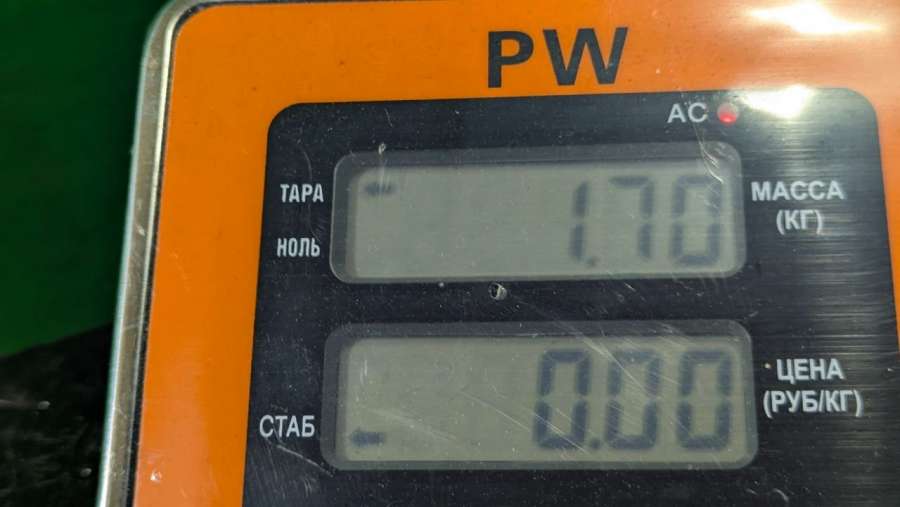 PW
AC
ТАРА
1.70
МАССА
(КГ)
НОЛЬ
0.00
ЦЕНА
(РУБ/КГ)
СТАБ